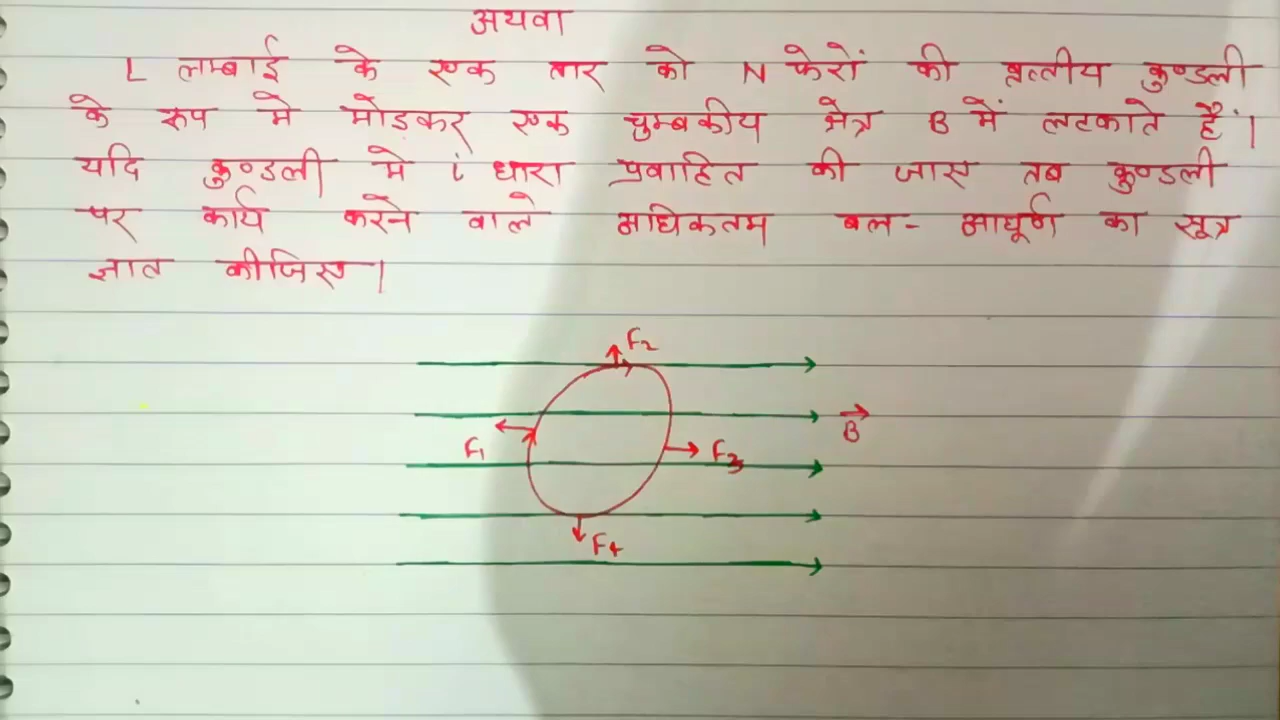 अथवा
L लम्बाई के एक तार को N फेरों की वृत्तीय कुण्डली
के रूप मे मोड़कर एक चुम्बकीय क्षेत्र B में लटकाते हैं।
यदि कुण्डली मे i धारा प्रवाहित की जाए तब कुण्डली
पर कार्य करने वाले अधिकतम बल-आघूर्ण का सूत्र
ज्ञात कीजिए।
F₂
B
F₁
F₃
F₄